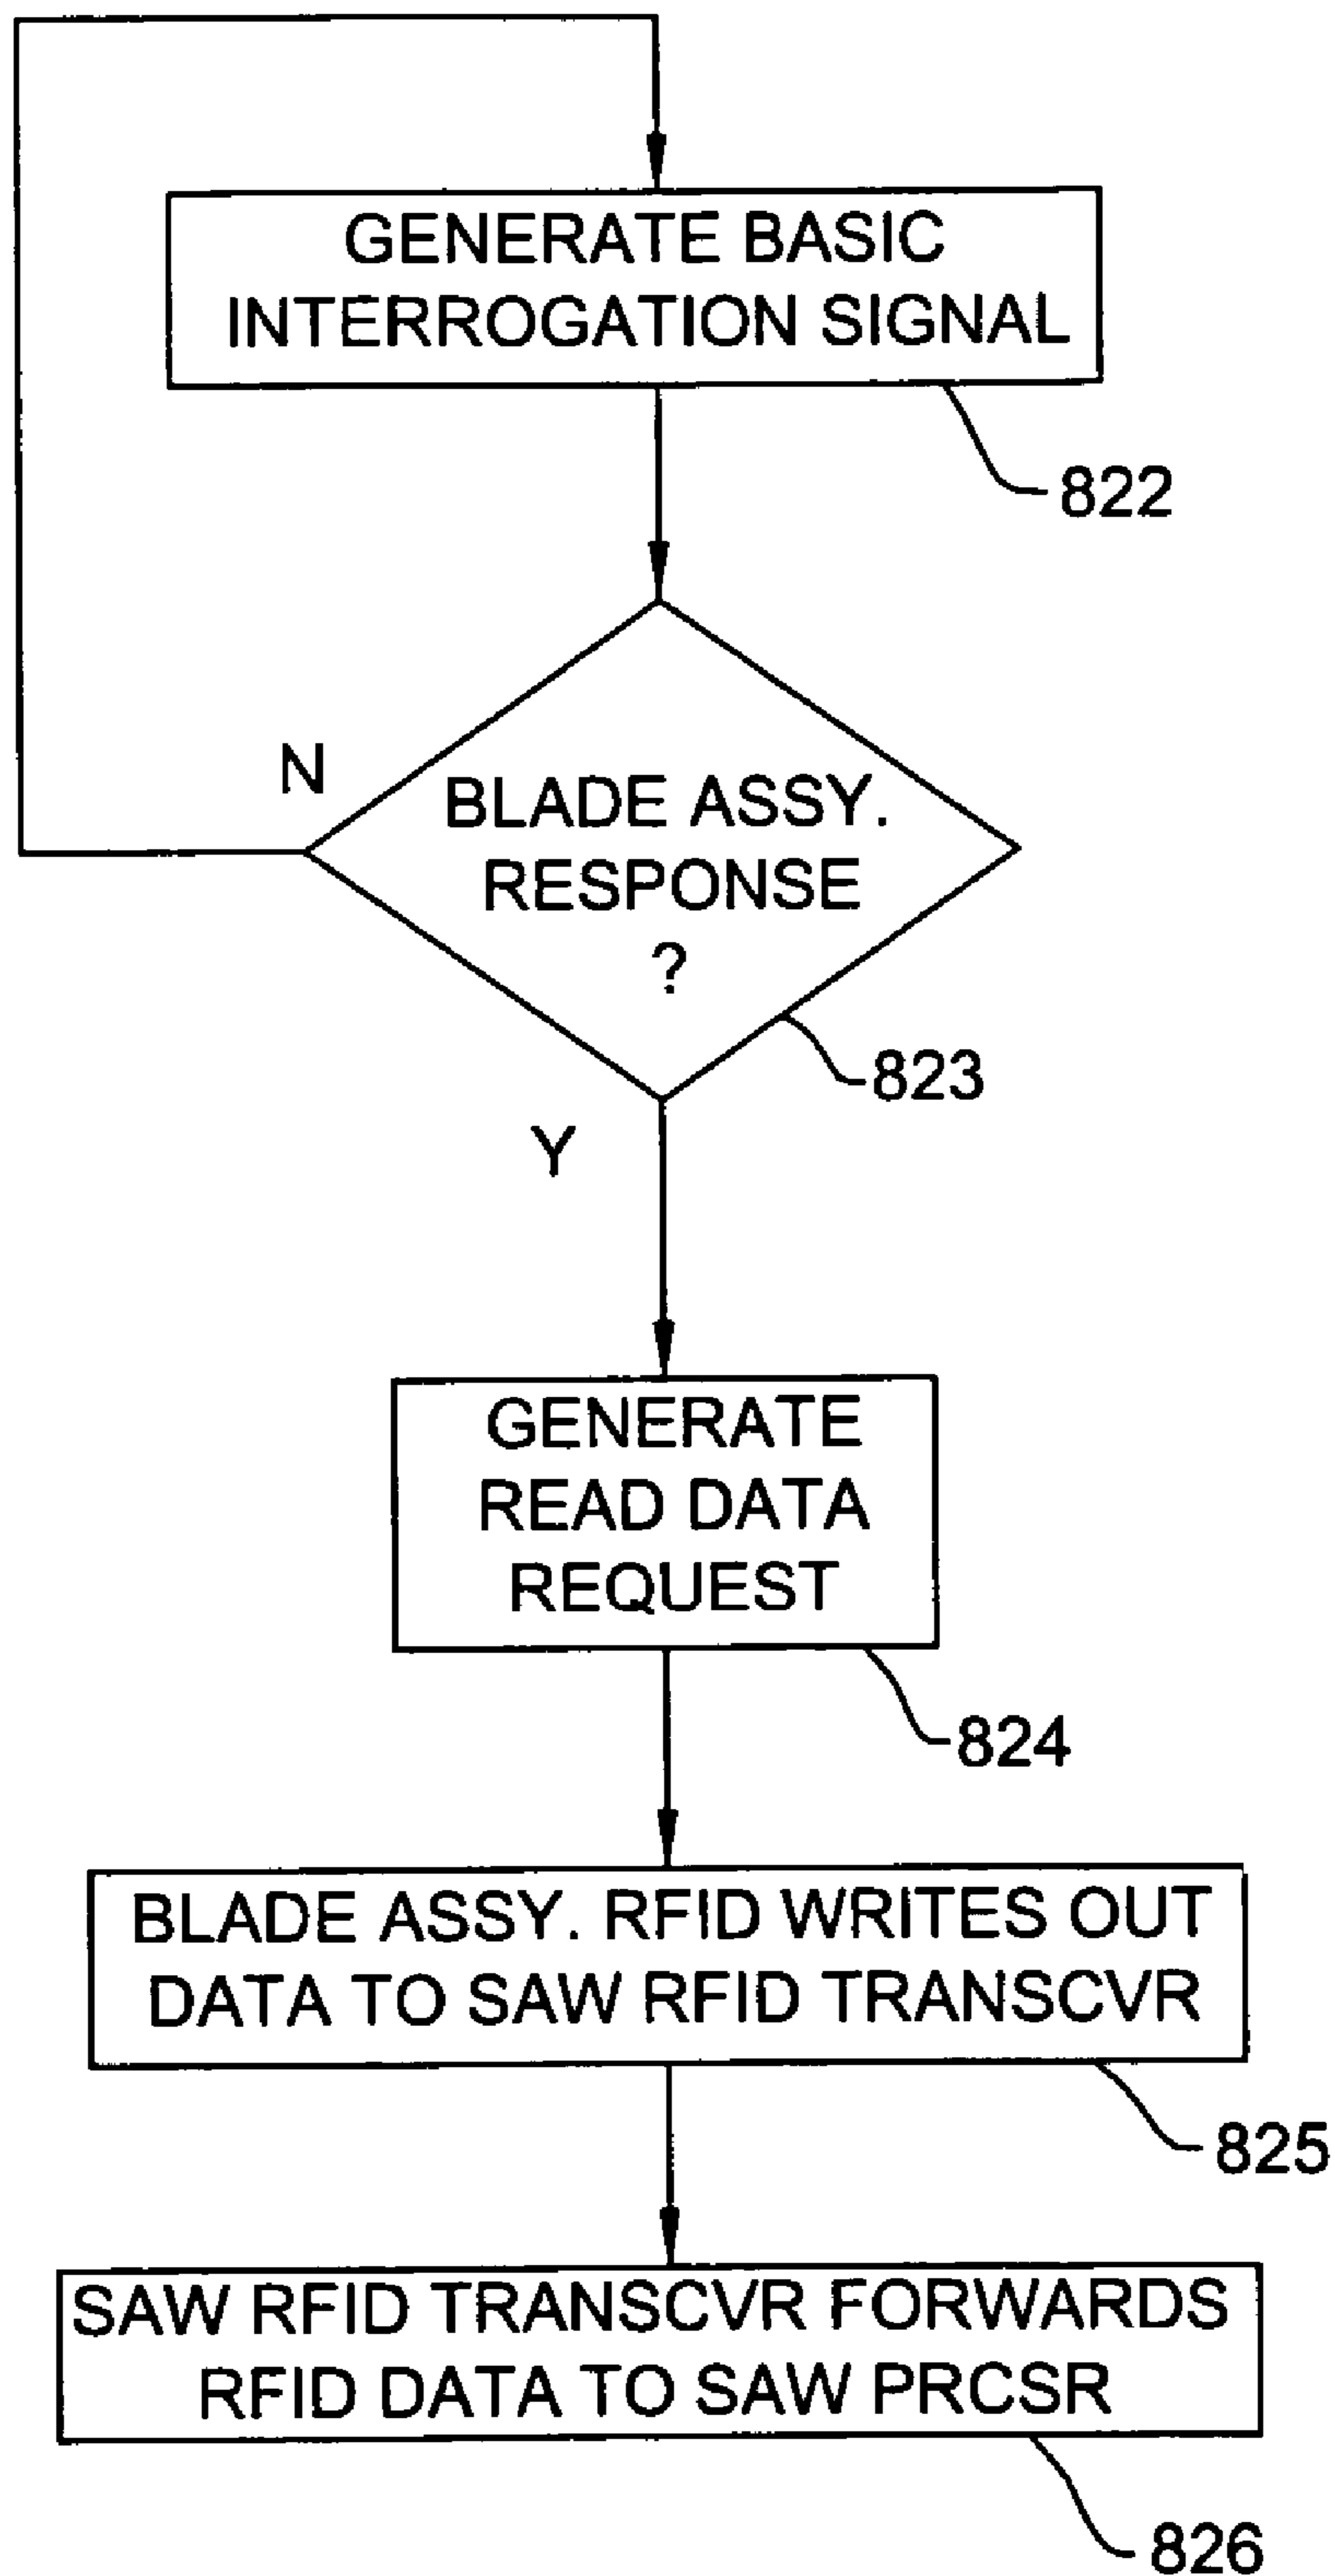 GENERATE BASIC
INTERROGATION SIGNAL
822
N
BLADE ASSY.
RESPONSE
?
823
Y
GENERATE
READ DATA
REQUEST
824
BLADE ASSY. RFID WRITES OUT
DATA TO SAW RFID TRANSCVR
825
SAW RFID TRANSCVR FORWARDS
RFID DATA TO SAW PRCSR
826